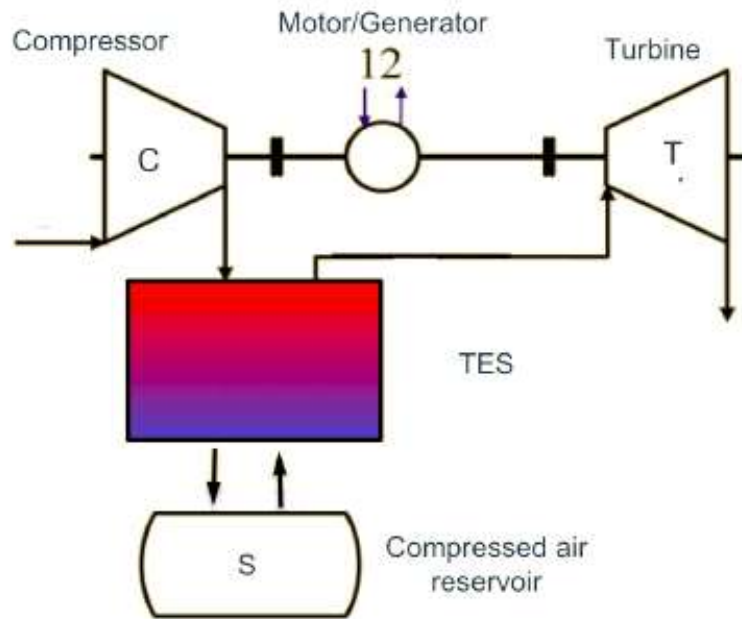 Compressor
Motor/Generator
Turbine
12
C
T
TES
S
Compressed air
reservoir